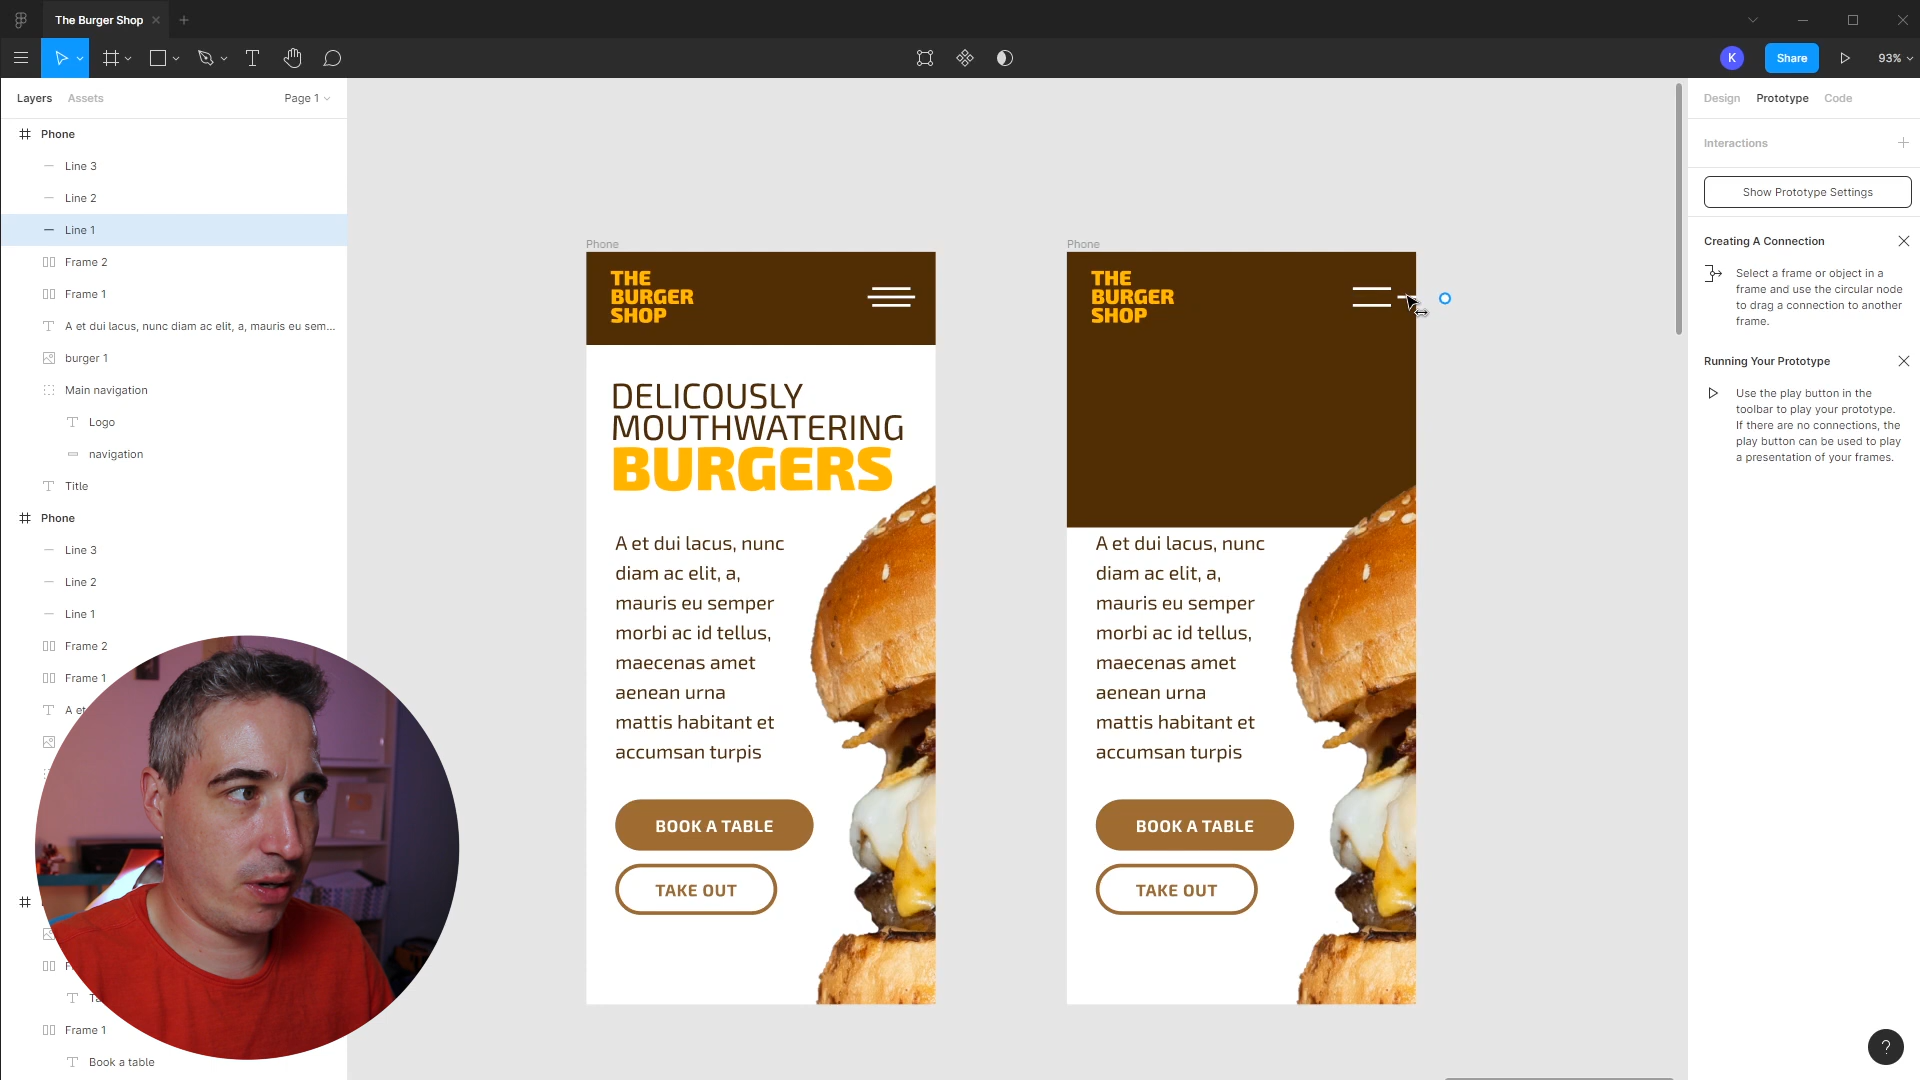 The Burger Shop
K
Share
93%
Layers
Assets
Page 1
Design
Prototype
Code
Phone
Line 3
Line 2
Line 1
Frame 2
Frame 1
A et dui lacus, nunc diam ac elit, a, mauris eu sem...
burger 1
Main navigation
Logo
navigation
Title
Phone
Line 3
Line 2
Line 1
Frame 2
Frame 1
A et
Frame 1
Book a table
Phone
THE
BURGER
SHOP
DELICOUSLY
MOUTHWATERING
BURGERS
A et dui lacus, nunc
diam ac elit, a,
mauris eu semper
morbi ac id tellus,
maecenas amet
aenean urna
mattis habitant et
accumsan turpis
BOOK A TABLE
TAKE OUT
Phone
THE
BURGER
SHOP
A et dui lacus, nunc
diam ac elit, a,
mauris eu semper
morbi ac id tellus,
maecenas amet
aenean urna
mattis habitant et
accumsan turpis
BOOK A TABLE
TAKE OUT
Interactions
Show Prototype Settings
Creating A Connection
Select a frame or object in a
frame and use the circular node
to drag a connection to another
frame.
Running Your Prototype
Use the play button in the
toolbar to play your prototype.
If there are no connections, the
play button can be used to play
a presentation of your frames.
?